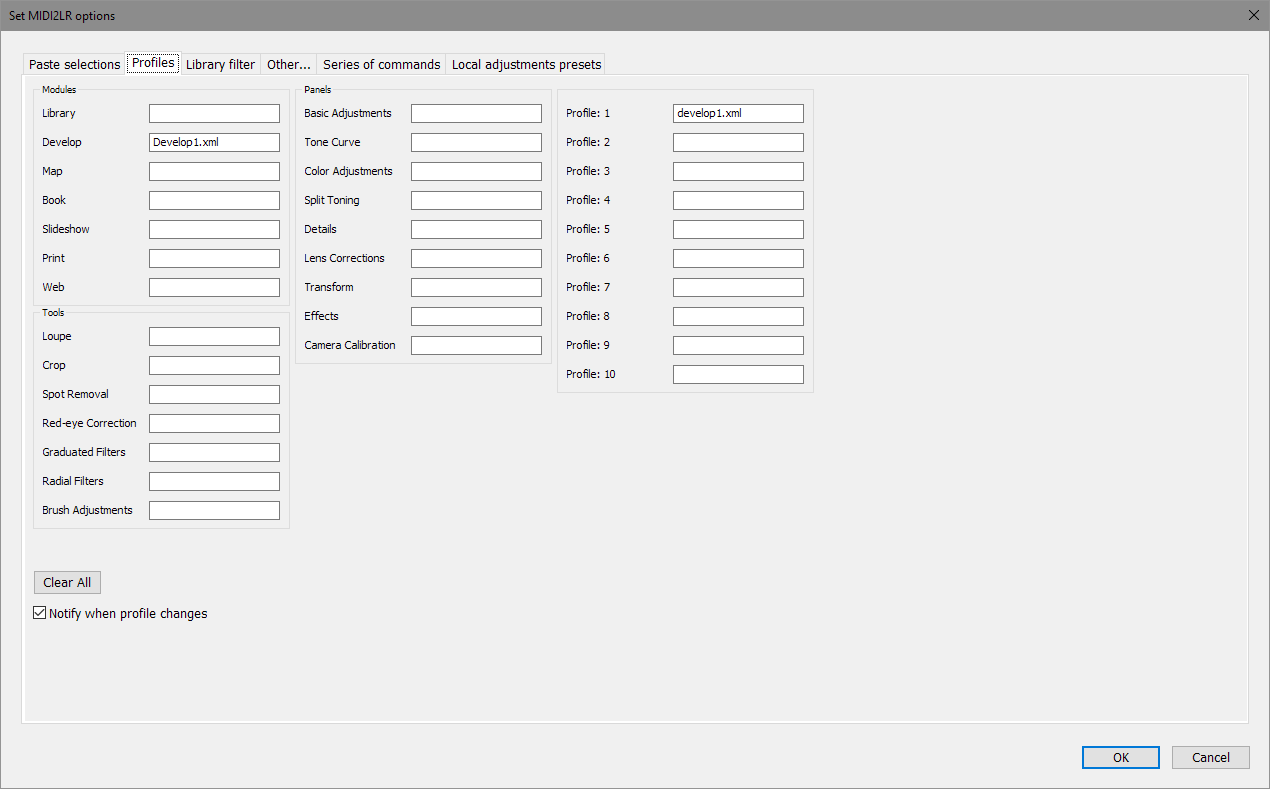 Set MIDI2LR options
Paste selections Profiles Library filter Other... Series of commands Local adjustments presets
Modules
Library
Develop Develop1.xml
Map
Book
Slideshow
Print
Web
Tools
Loupe
Crop
Spot Removal
Red-eye Correction
Graduated Filters
Radial Filters
Brush Adjustments
Panels
Basic Adjustments
Tone Curve
Color Adjustments
Split Toning
Details
Lens Corrections
Transform
Effects
Camera Calibration
Profile: 1 develop1.xml
Profile: 2
Profile: 3
Profile: 4
Profile: 5
Profile: 6
Profile: 7
Profile: 8
Profile: 9
Profile: 10
Clear All
Notify when profile changes
OK Cancel